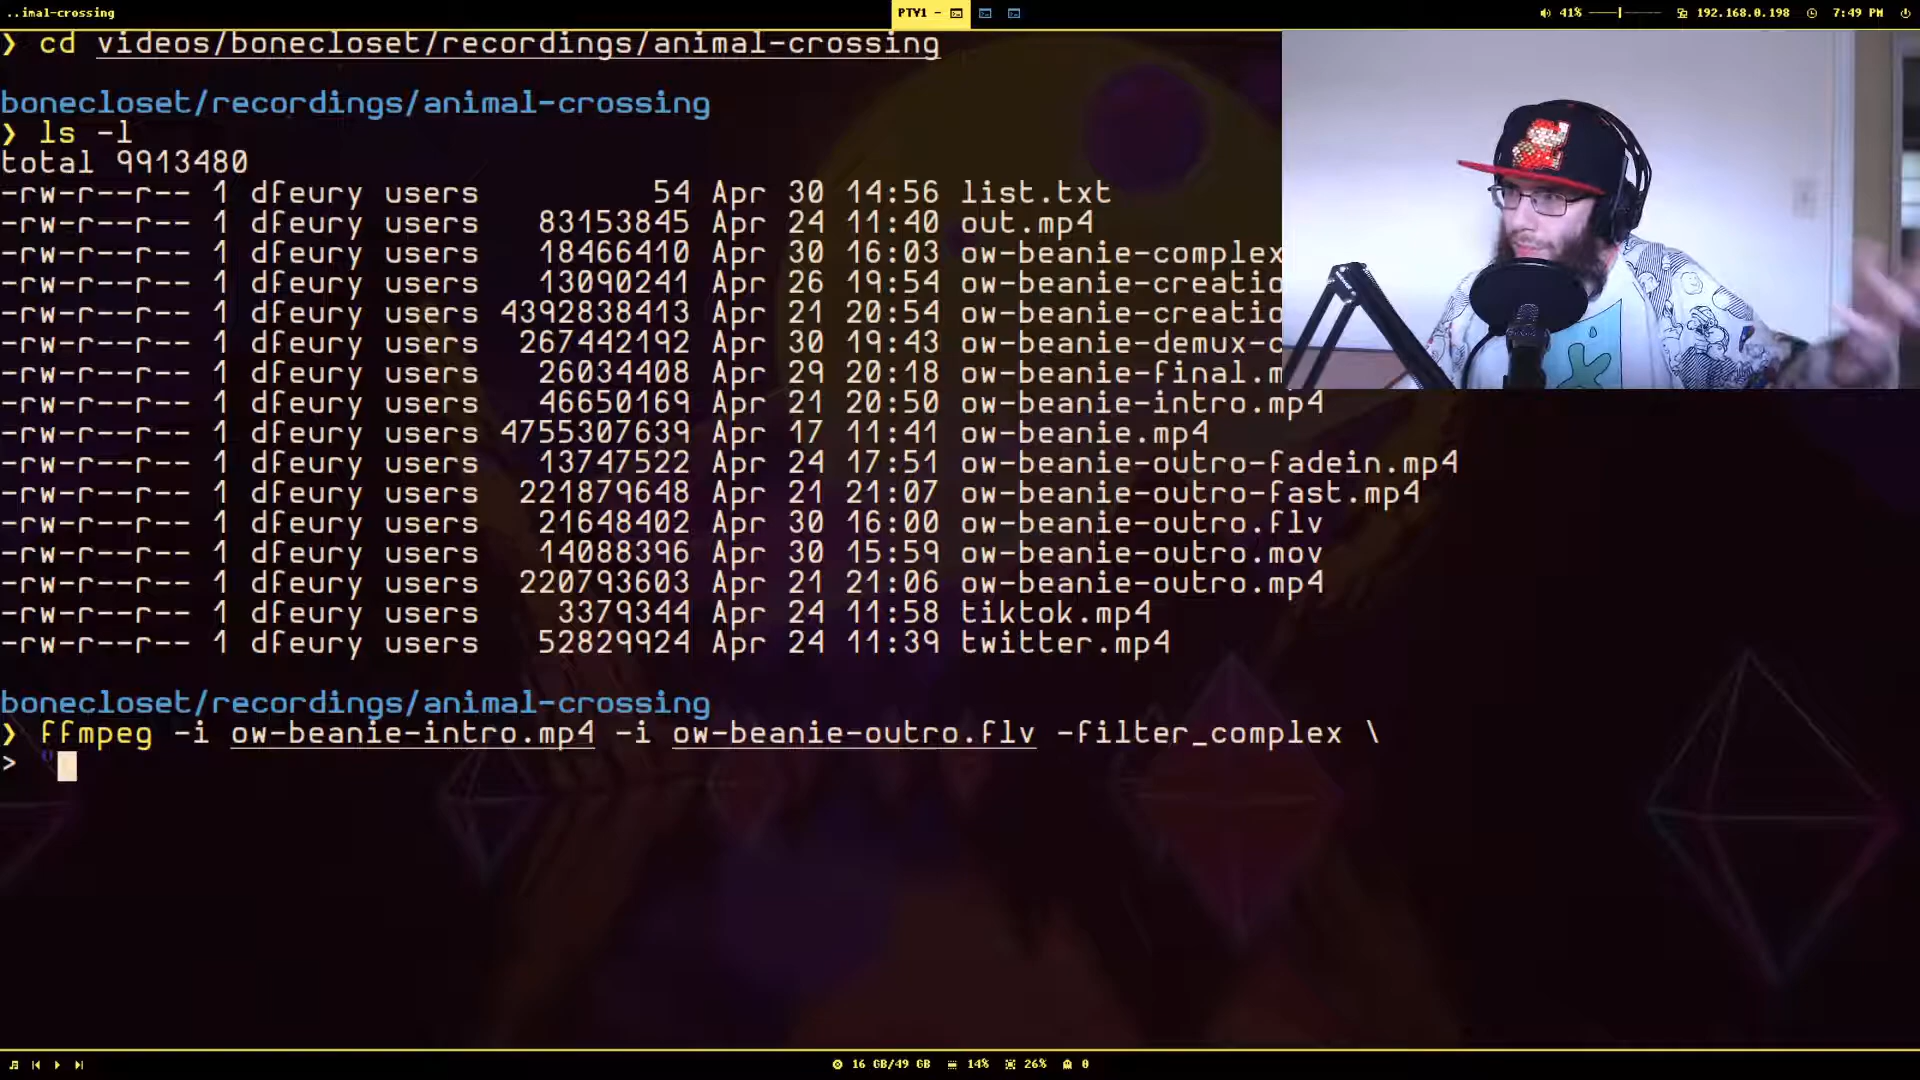 ..imal-crossing
PTY1 -
41%
192.168.0.198
7:49 PM
❯ cd videos/bonecloset/recordings/animal-crossing
bonecloset/recordings/animal-crossing
❯ ls -l
total 9913480
-rw-r--r-- 1 dfeury users 54 Apr 30 14:56 list.txt
-rw-r--r-- 1 dfeury users 83153845 Apr 24 11:40 out.mp4
-rw-r--r-- 1 dfeury users 18466410 Apr 30 16:03 ow-beanie-complex
-rw-r--r-- 1 dfeury users 13090241 Apr 26 19:54 ow-beanie-creatio
-rw-r--r-- 1 dfeury users 4392838413 Apr 21 20:54 ow-beanie-creatio
-rw-r--r-- 1 dfeury users 267442192 Apr 30 19:43 ow-beanie-demux-c
-rw-r--r-- 1 dfeury users 26034408 Apr 29 20:18 ow-beanie-final.m
-rw-r--r-- 1 dfeury users 46650169 Apr 21 20:50 ow-beanie-intro.mp4
-rw-r--r-- 1 dfeury users 4755307639 Apr 17 11:41 ow-beanie.mp4
-rw-r--r-- 1 dfeury users 13747522 Apr 24 17:51 ow-beanie-outro-fadein.mp4
-rw-r--r-- 1 dfeury users 221879648 Apr 21 21:07 ow-beanie-outro-fast.mp4
-rw-r--r-- 1 dfeury users 21648402 Apr 30 16:00 ow-beanie-outro.flv
-rw-r--r-- 1 dfeury users 14088396 Apr 30 15:59 ow-beanie-outro.mov
-rw-r--r-- 1 dfeury users 220793603 Apr 21 21:06 ow-beanie-outro.mp4
-rw-r--r-- 1 dfeury users 3379344 Apr 24 11:58 tiktok.mp4
-rw-r--r-- 1 dfeury users 52829924 Apr 24 11:39 twitter.mp4
bonecloset/recordings/animal-crossing
❯ ffmpeg -i ow-beanie-intro.mp4 -i ow-beanie-outro.flv -filter_complex \
> "
16 GB/49 GB 14% 26% 0